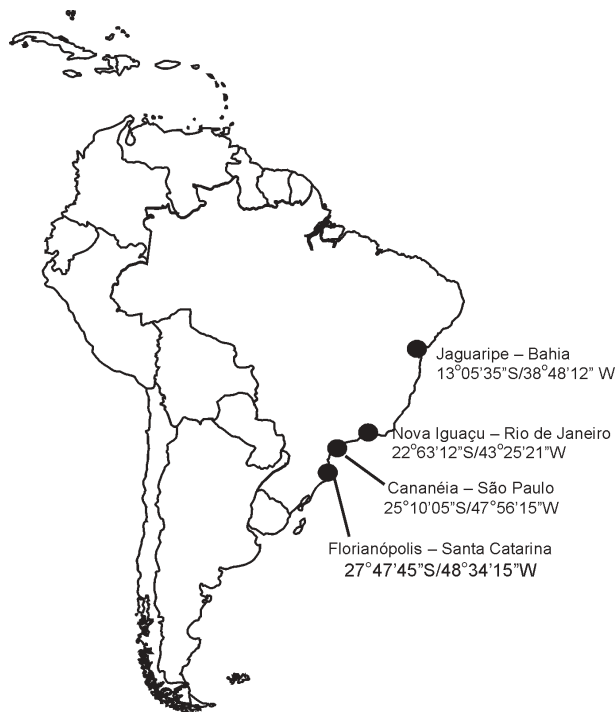 Jaguaripe – Bahia
13°05'35"S/38°48'12" W
Nova Iguaçu – Rio de Janeiro
22°63'12"S/43°25'21"W
Cananéia – São Paulo
25°10'05"S/47°56'15"W
Florianópolis – Santa Catarina
27°47'45"S/48°34'15"W